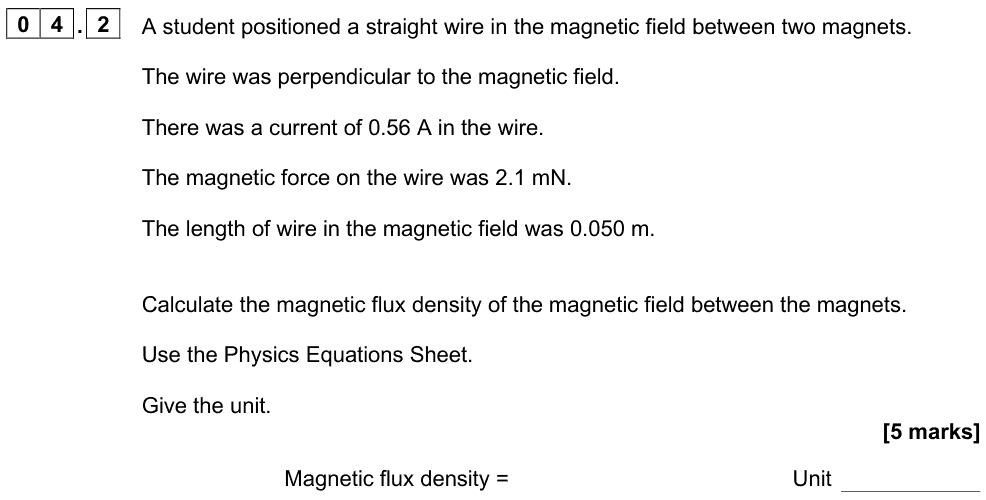 0 4 . 2 A student positioned a straight wire in the magnetic field between two magnets.
The wire was perpendicular to the magnetic field.
There was a current of 0.56 A in the wire.
The magnetic force on the wire was 2.1 mN.
The length of wire in the magnetic field was 0.050 m.
Calculate the magnetic flux density of the magnetic field between the magnets.
Use the Physics Equations Sheet.
Give the unit.
[5 marks]
Magnetic flux density = Unit